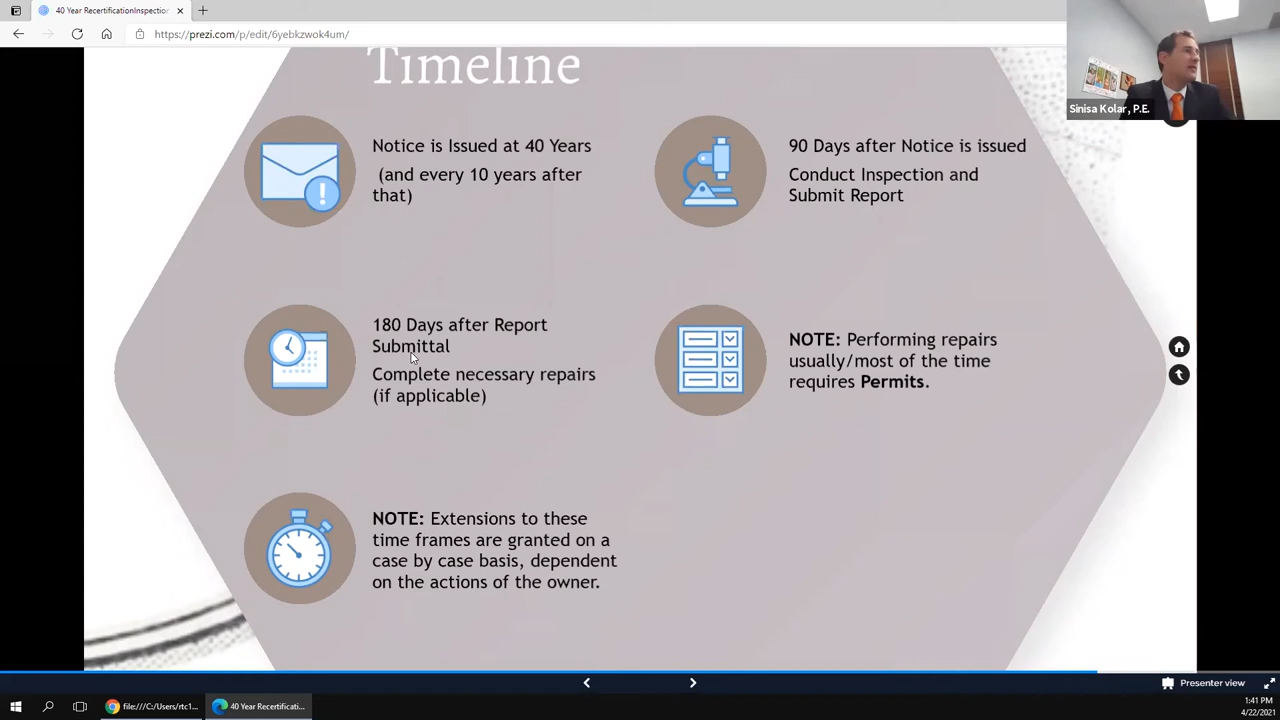 40 Year RecertificationInspectio
https://prezi.com/p/edit/6yebkzwok4um/
Sinisa Kolar, P.E.
Timeline
Notice is Issued at 40 Years
(and every 10 years after
that)
90 Days after Notice is issued
Conduct Inspection and
Submit Report
180 Days after Report
Submittal
Complete necessary repairs
(if applicable)
NOTE: Performing repairs
usually/most of the time
requires Permits.
NOTE: Extensions to these
time frames are granted on a
case by case basis, dependent
on the actions of the owner.
Presenter view
file:///C:/Users/rtc1...
40 Year Recertificati...
1:41 PM
4/22/2021